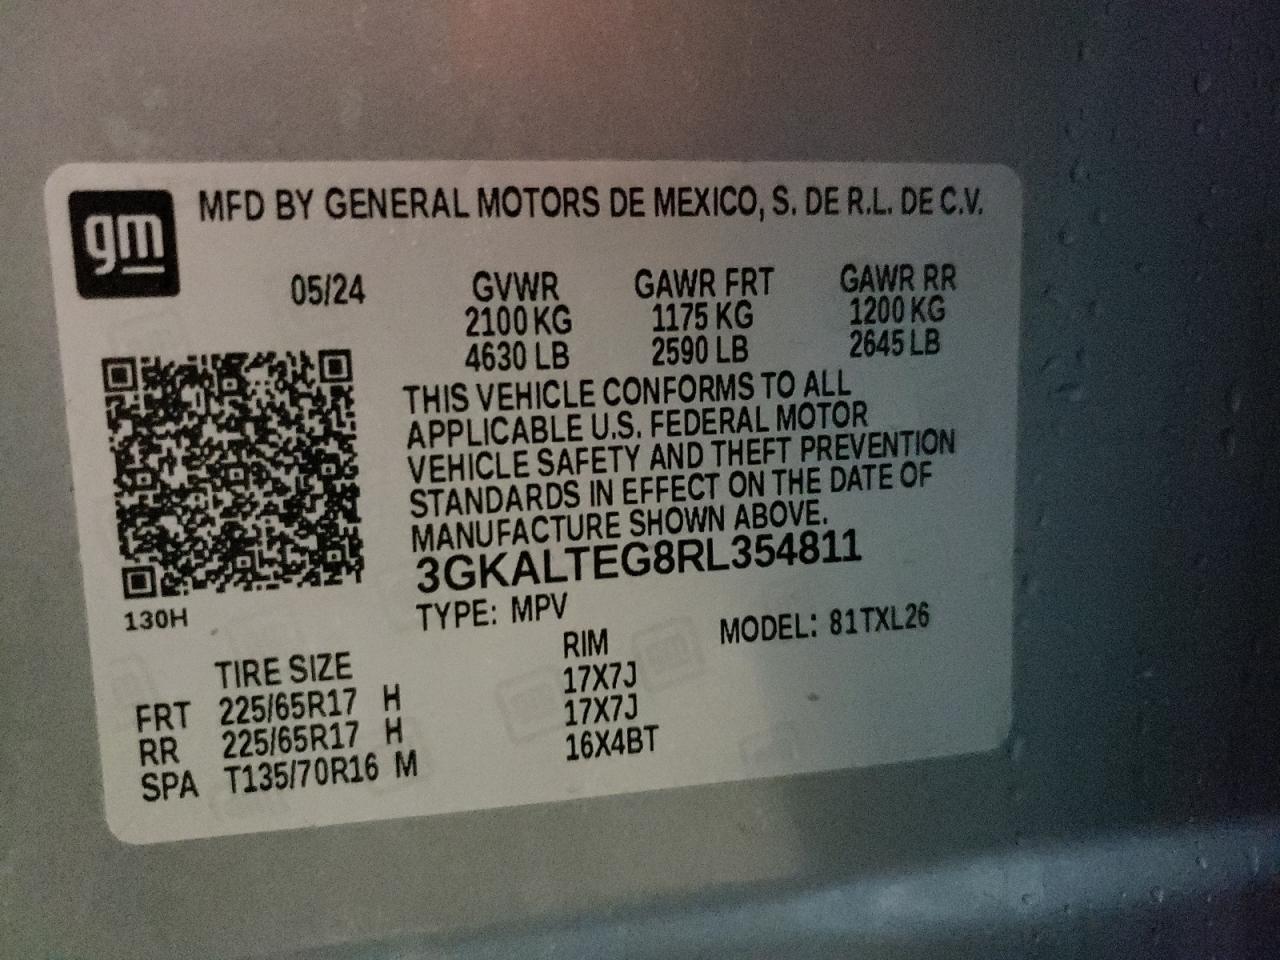 gm
MFD BY GENERAL MOTORS DE MEXICO, S. DE R.L. DE C.V.
05/24 GVWR GAWR FRT GAWR RR
2100 KG 1175 KG 1200 KG
4630 LB 2590 LB 2645 LB
THIS VEHICLE CONFORMS TO ALL
APPLICABLE U.S. FEDERAL MOTOR
VEHICLE SAFETY AND THEFT PREVENTION
STANDARDS IN EFFECT ON THE DATE OF
MANUFACTURE SHOWN ABOVE.
3GKALTEG8RL354811
130H
TYPE: MPV MODEL: 81TXL26
TIRE SIZE RIM
FRT 225/65R17 H 17X7J
RR 225/65R17 H 17X7J
SPA T135/70R16 M 16X4BT